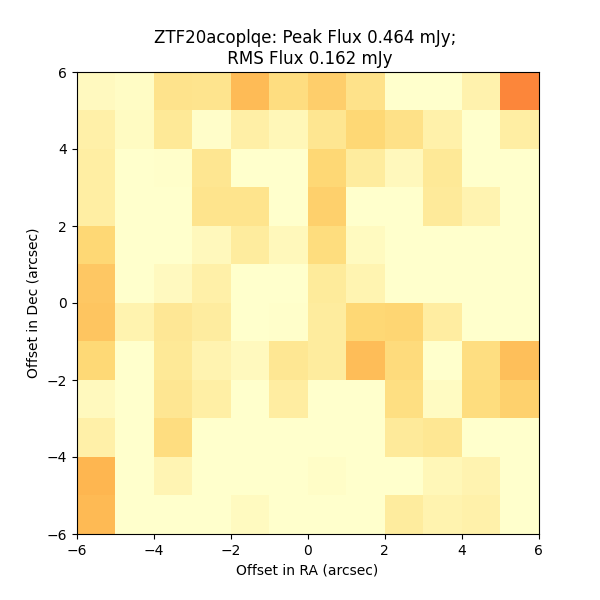 ZTF20acoplqe: Peak Flux 0.464 mJy;
RMS Flux 0.162 mJy
6
4
2
0
−2
−4
−6
Offset in Dec (arcsec)
−6 −4 −2 0 2 4 6
Offset in RA (arcsec)